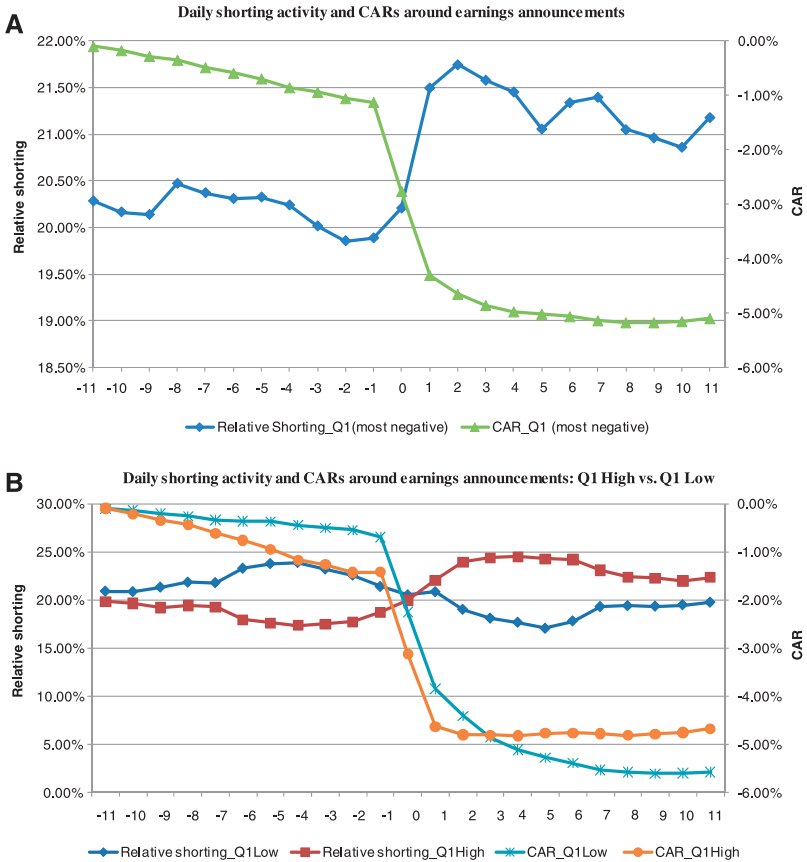 A
Daily shorting activity and CARs around earnings announcements
22.00%
21.50%
21.00%
20.50%
20.00%
19.50%
19.00%
18.50%
Relative shorting
0.00%
-1.00%
-2.00%
-3.00%
-4.00%
-5.00%
-6.00%
CAR
-11 -10 -9 -8 -7 -6 -5 -4 -3 -2 -1 0 1 2 3 4 5 6 7 8 9 10 11
Relative Shorting_Q1(most negative) CAR_Q1 (most negative)
B
Daily shorting activity and CARs around earnings announcements: Q1 High vs. Q1 Low
30.00%
25.00%
20.00%
15.00%
10.00%
5.00%
0.00%
Relative shorting
0.00%
-1.00%
-2.00%
-3.00%
-4.00%
-5.00%
-6.00%
CAR
-11 -10 -9 -8 -7 -6 -5 -4 -3 -2 -1 0 1 2 3 4 5 6 7 8 9 10 11
Relative shorting_Q1Low Relative shorting_Q1High CAR_Q1Low CAR_Q1High